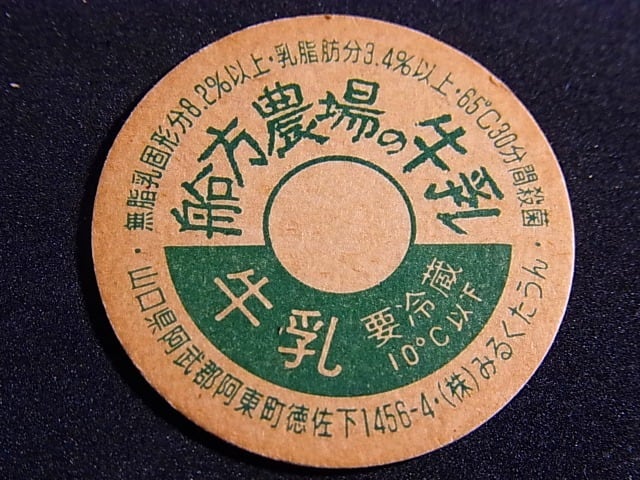 無脂乳固形分8.2%以上・乳脂肪分3.4%以上・65℃30分間殺菌・
船方農場の牛乳
牛乳
要冷蔵
10℃以下
山口県阿武郡阿東町徳佐下1456-4・(株)みるくたうん・